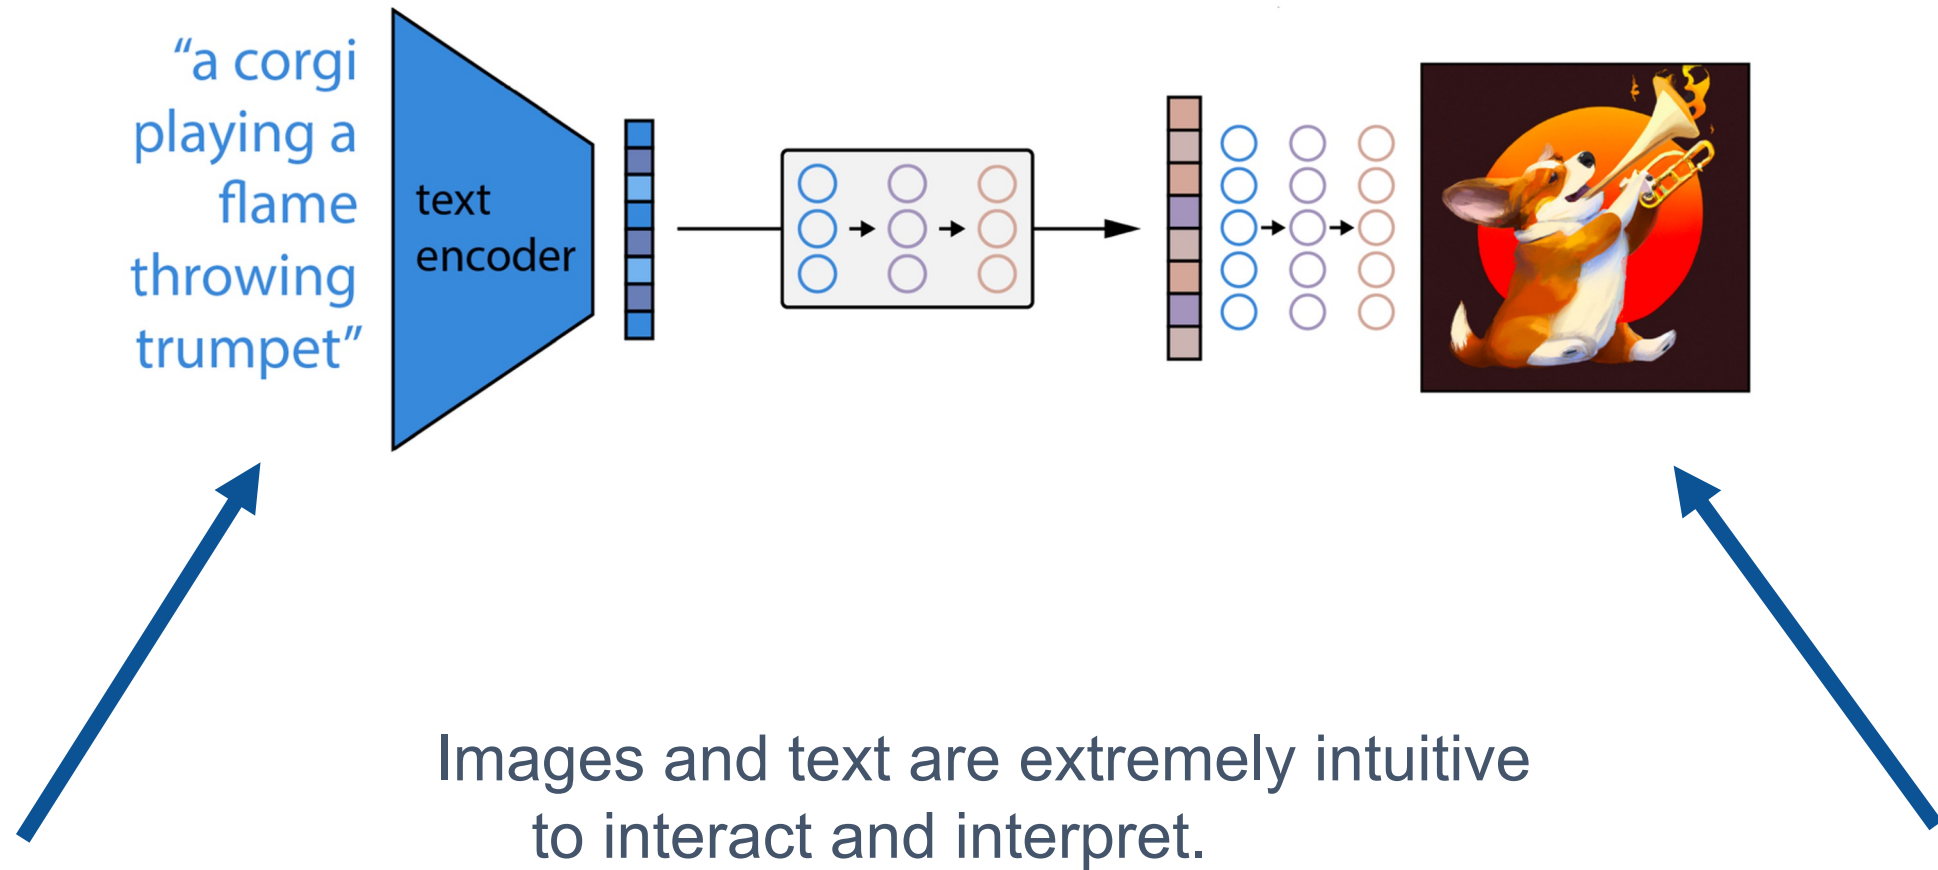 “a corgi
playing a
flame
throwing
trumpet”
text
encoder
Images and text are extremely intuitive
to interact and interpret.